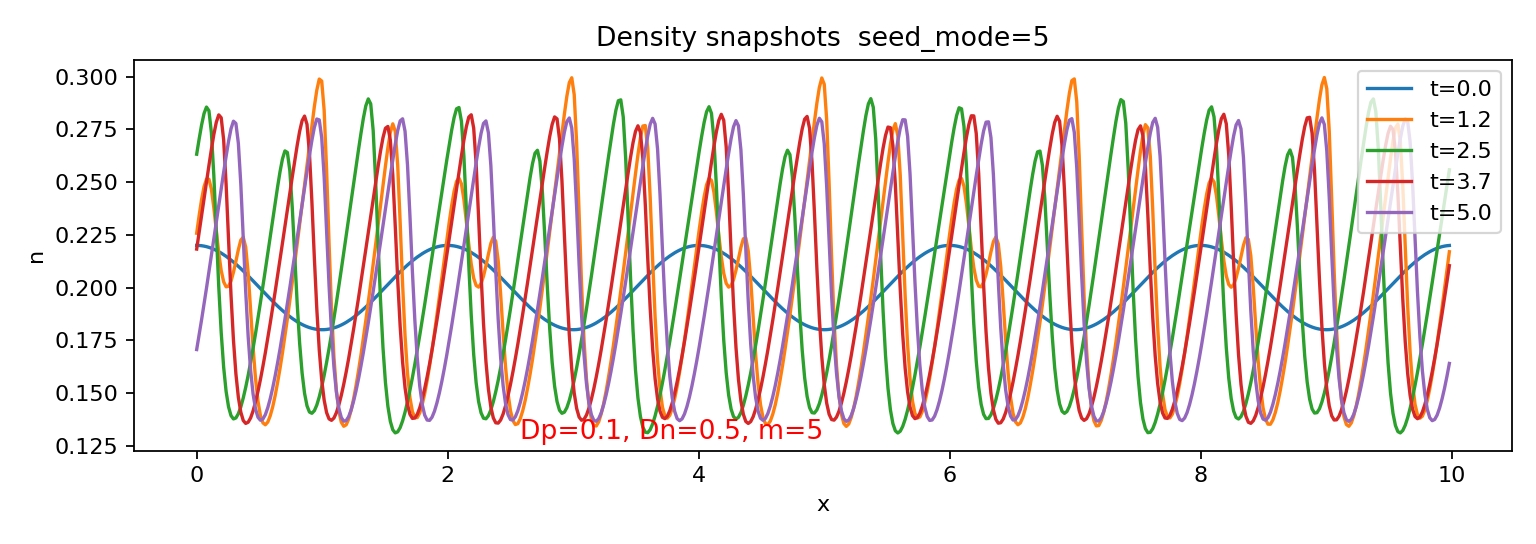 Density snapshots  seed_mode=5
0.300
0.275
0.250
0.225
0.200
0.175
0.150
0.125
n
t=0.0
t=1.2
t=2.5
t=3.7
t=5.0
Dp=0.1, Dn=0.5, m=5
0 2 4 6 8 10
x